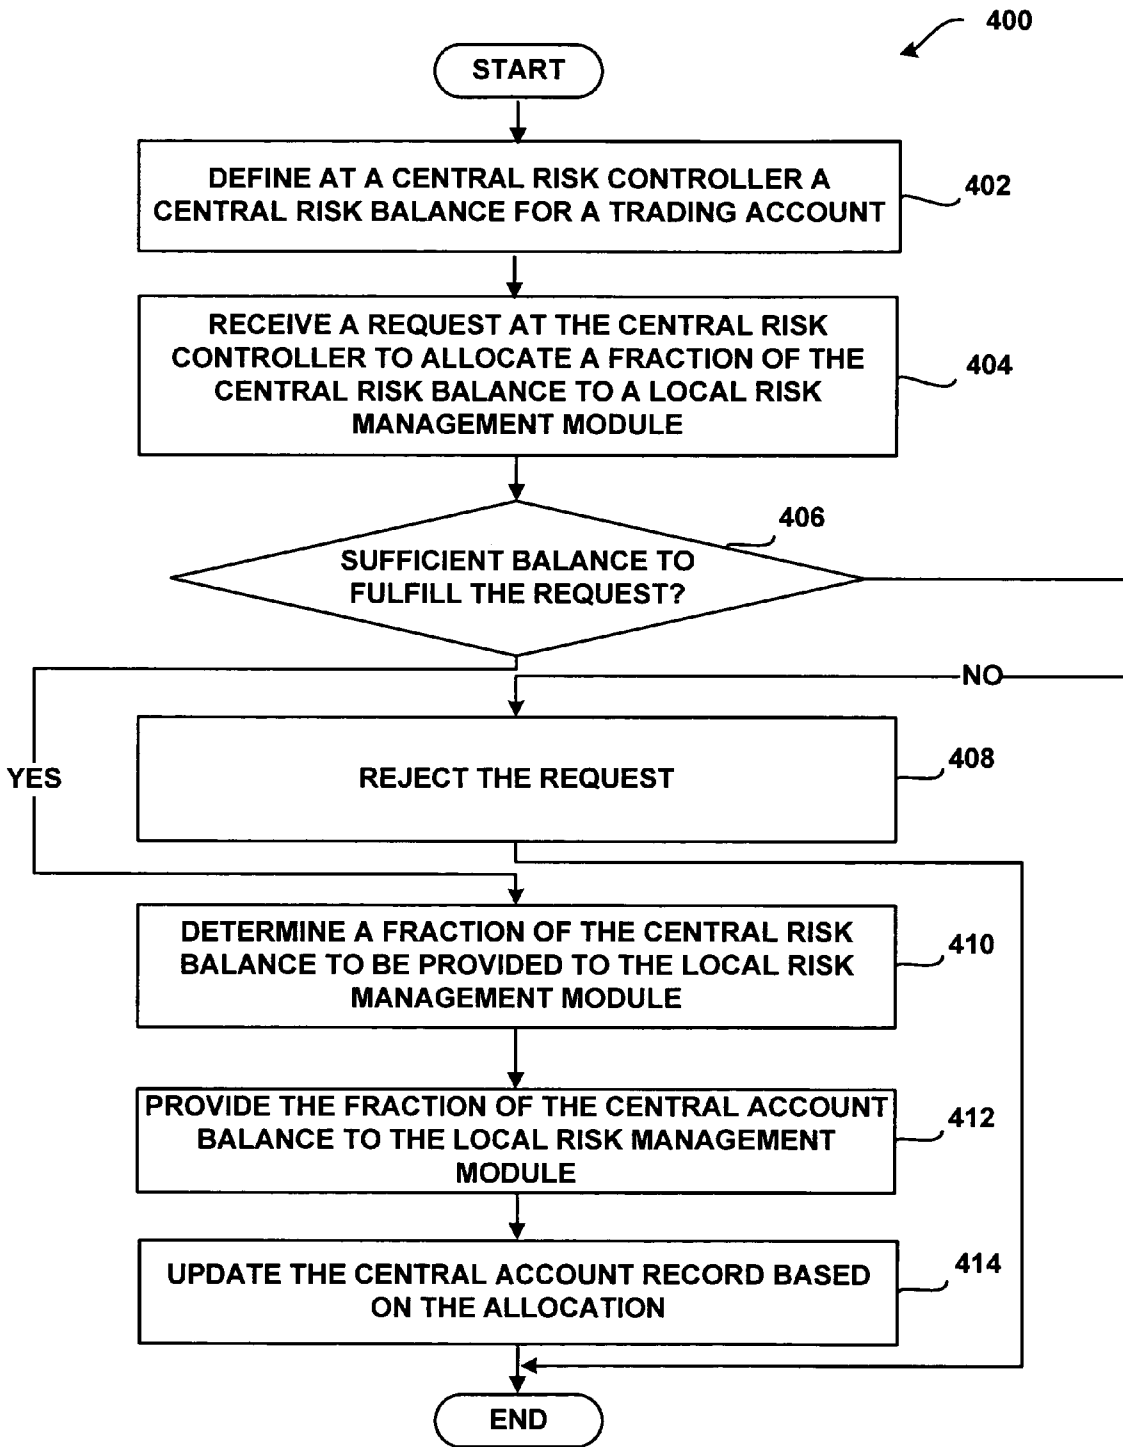 400
START
DEFINE AT A CENTRAL RISK CONTROLLER A
CENTRAL RISK BALANCE FOR A TRADING ACCOUNT
402
RECEIVE A REQUEST AT THE CENTRAL RISK
CONTROLLER TO ALLOCATE A FRACTION OF THE
CENTRAL RISK BALANCE TO A LOCAL RISK
MANAGEMENT MODULE
404
406
SUFFICIENT BALANCE TO
FULFILL THE REQUEST?
NO
YES
REJECT THE REQUEST
408
DETERMINE A FRACTION OF THE CENTRAL RISK
BALANCE TO BE PROVIDED TO THE LOCAL RISK
MANAGEMENT MODULE
410
PROVIDE THE FRACTION OF THE CENTRAL ACCOUNT
BALANCE TO THE LOCAL RISK MANAGEMENT
MODULE
412
UPDATE THE CENTRAL ACCOUNT RECORD BASED
ON THE ALLOCATION
414
END